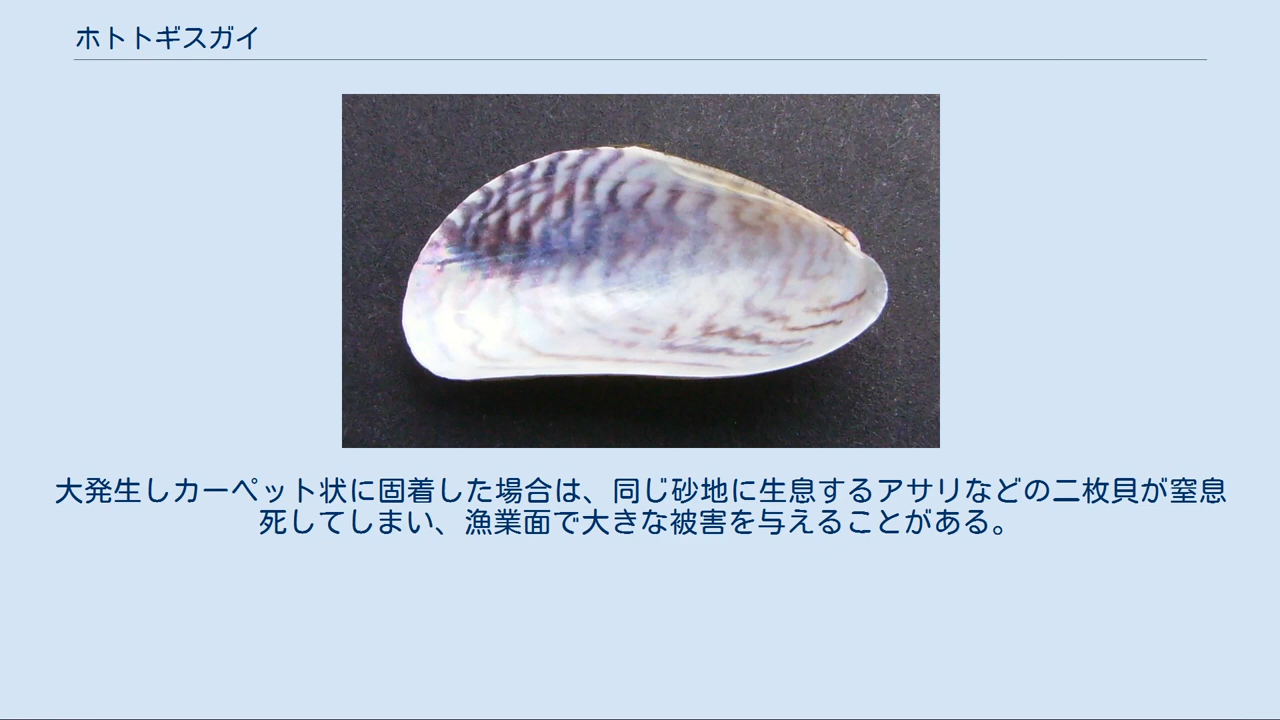 ホトトギスガイ
大発生しカーペット状に固着した場合は、同じ砂地に生息するアサリなどの二枚貝が窒息
死してしまい、漁業面で大きな被害を与えることがある。